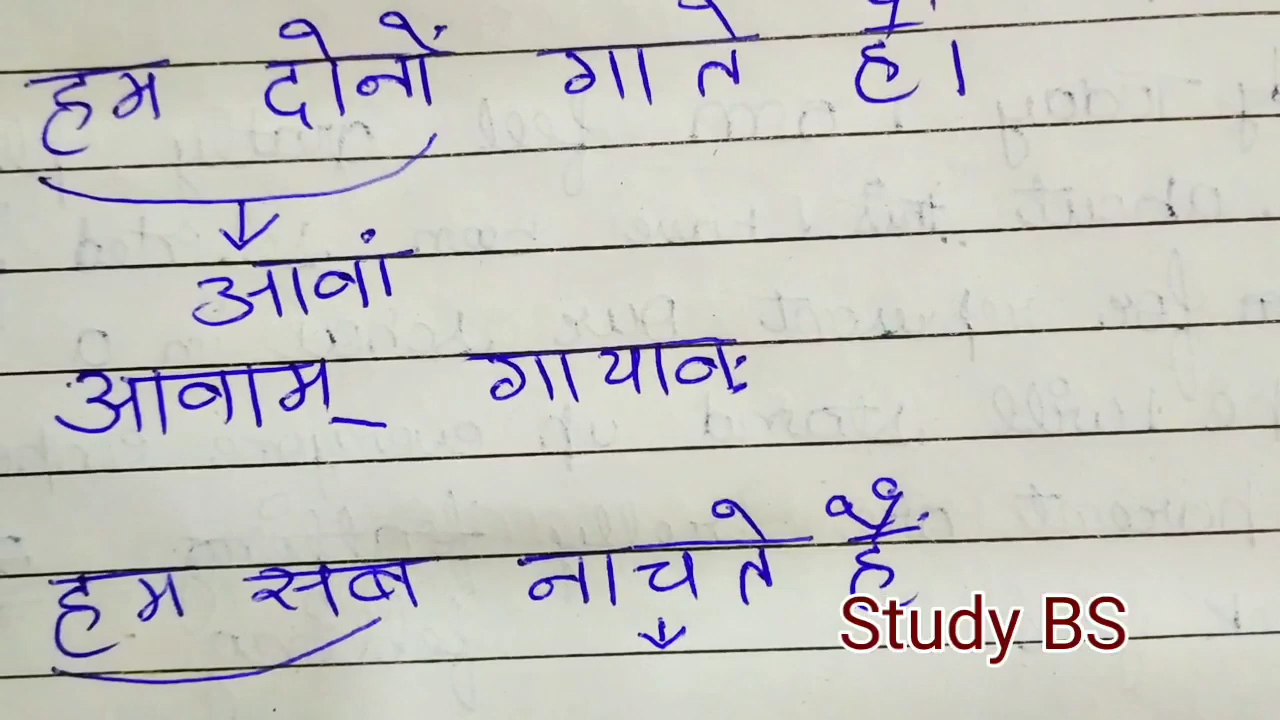 हम दोनों गाते हैं।
आवां
आवाम् गायावः
हम सब नाचते हैं
Study BS